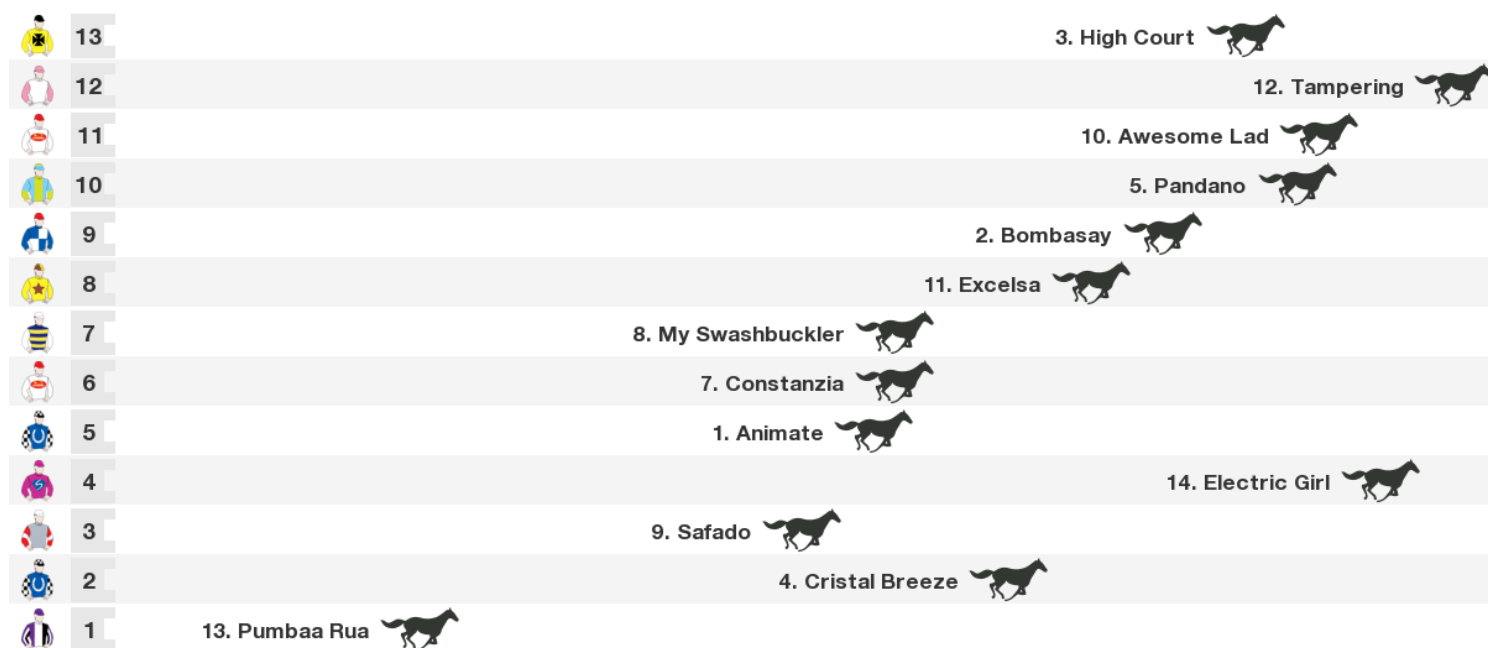 13 3. High Court
12 12. Tampering
11 10. Awesome Lad
10 5. Pandano
9 2. Bombasay
8 11. Excelsa
7 8. My Swashbuckler
6 7. Constanzia
5 1. Animate
4 14. Electric Girl
3 9. Safado
2 4. Cristal Breeze
1 13. Pumbaa Rua